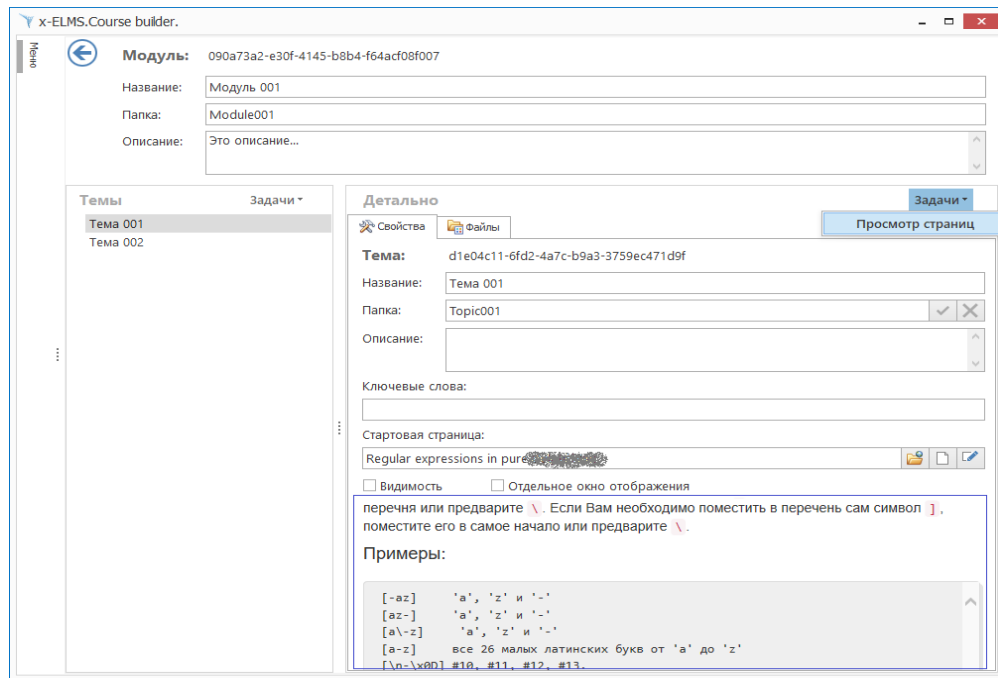 x-ELMS.Course builder.
Меню
Модуль: 090a73a2-e30f-4145-b8b4-f64acf08f007
Название: Модуль 001
Папка: Module001
Описание: Это описание...
Темы Задачи
Тема 001
Тема 002
Детально Задачи
Просмотр страниц
Свойства Файлы
Тема: d1e04c11-6fd2-4a7c-b9a3-3759ec471d9f
Название: Тема 001
Папка: Topic001
Описание:
Ключевые слова:
Стартовая страница:
Regular expressions in pure
Видимость Отдельное окно отображения
перечня или предварите \ . Если Вам необходимо поместить в перечень сам символ ] ,
поместите его в самое начало или предварите \ .
Примеры:
[-az] 'a', 'z' и '-'
[az-] 'a', 'z' и '-'
[a\-z] 'a', 'z' и '-'
[a-z] все 26 малых латинских букв от 'a' до 'z'
[\n-\x0D] #10, #11, #12, #13.